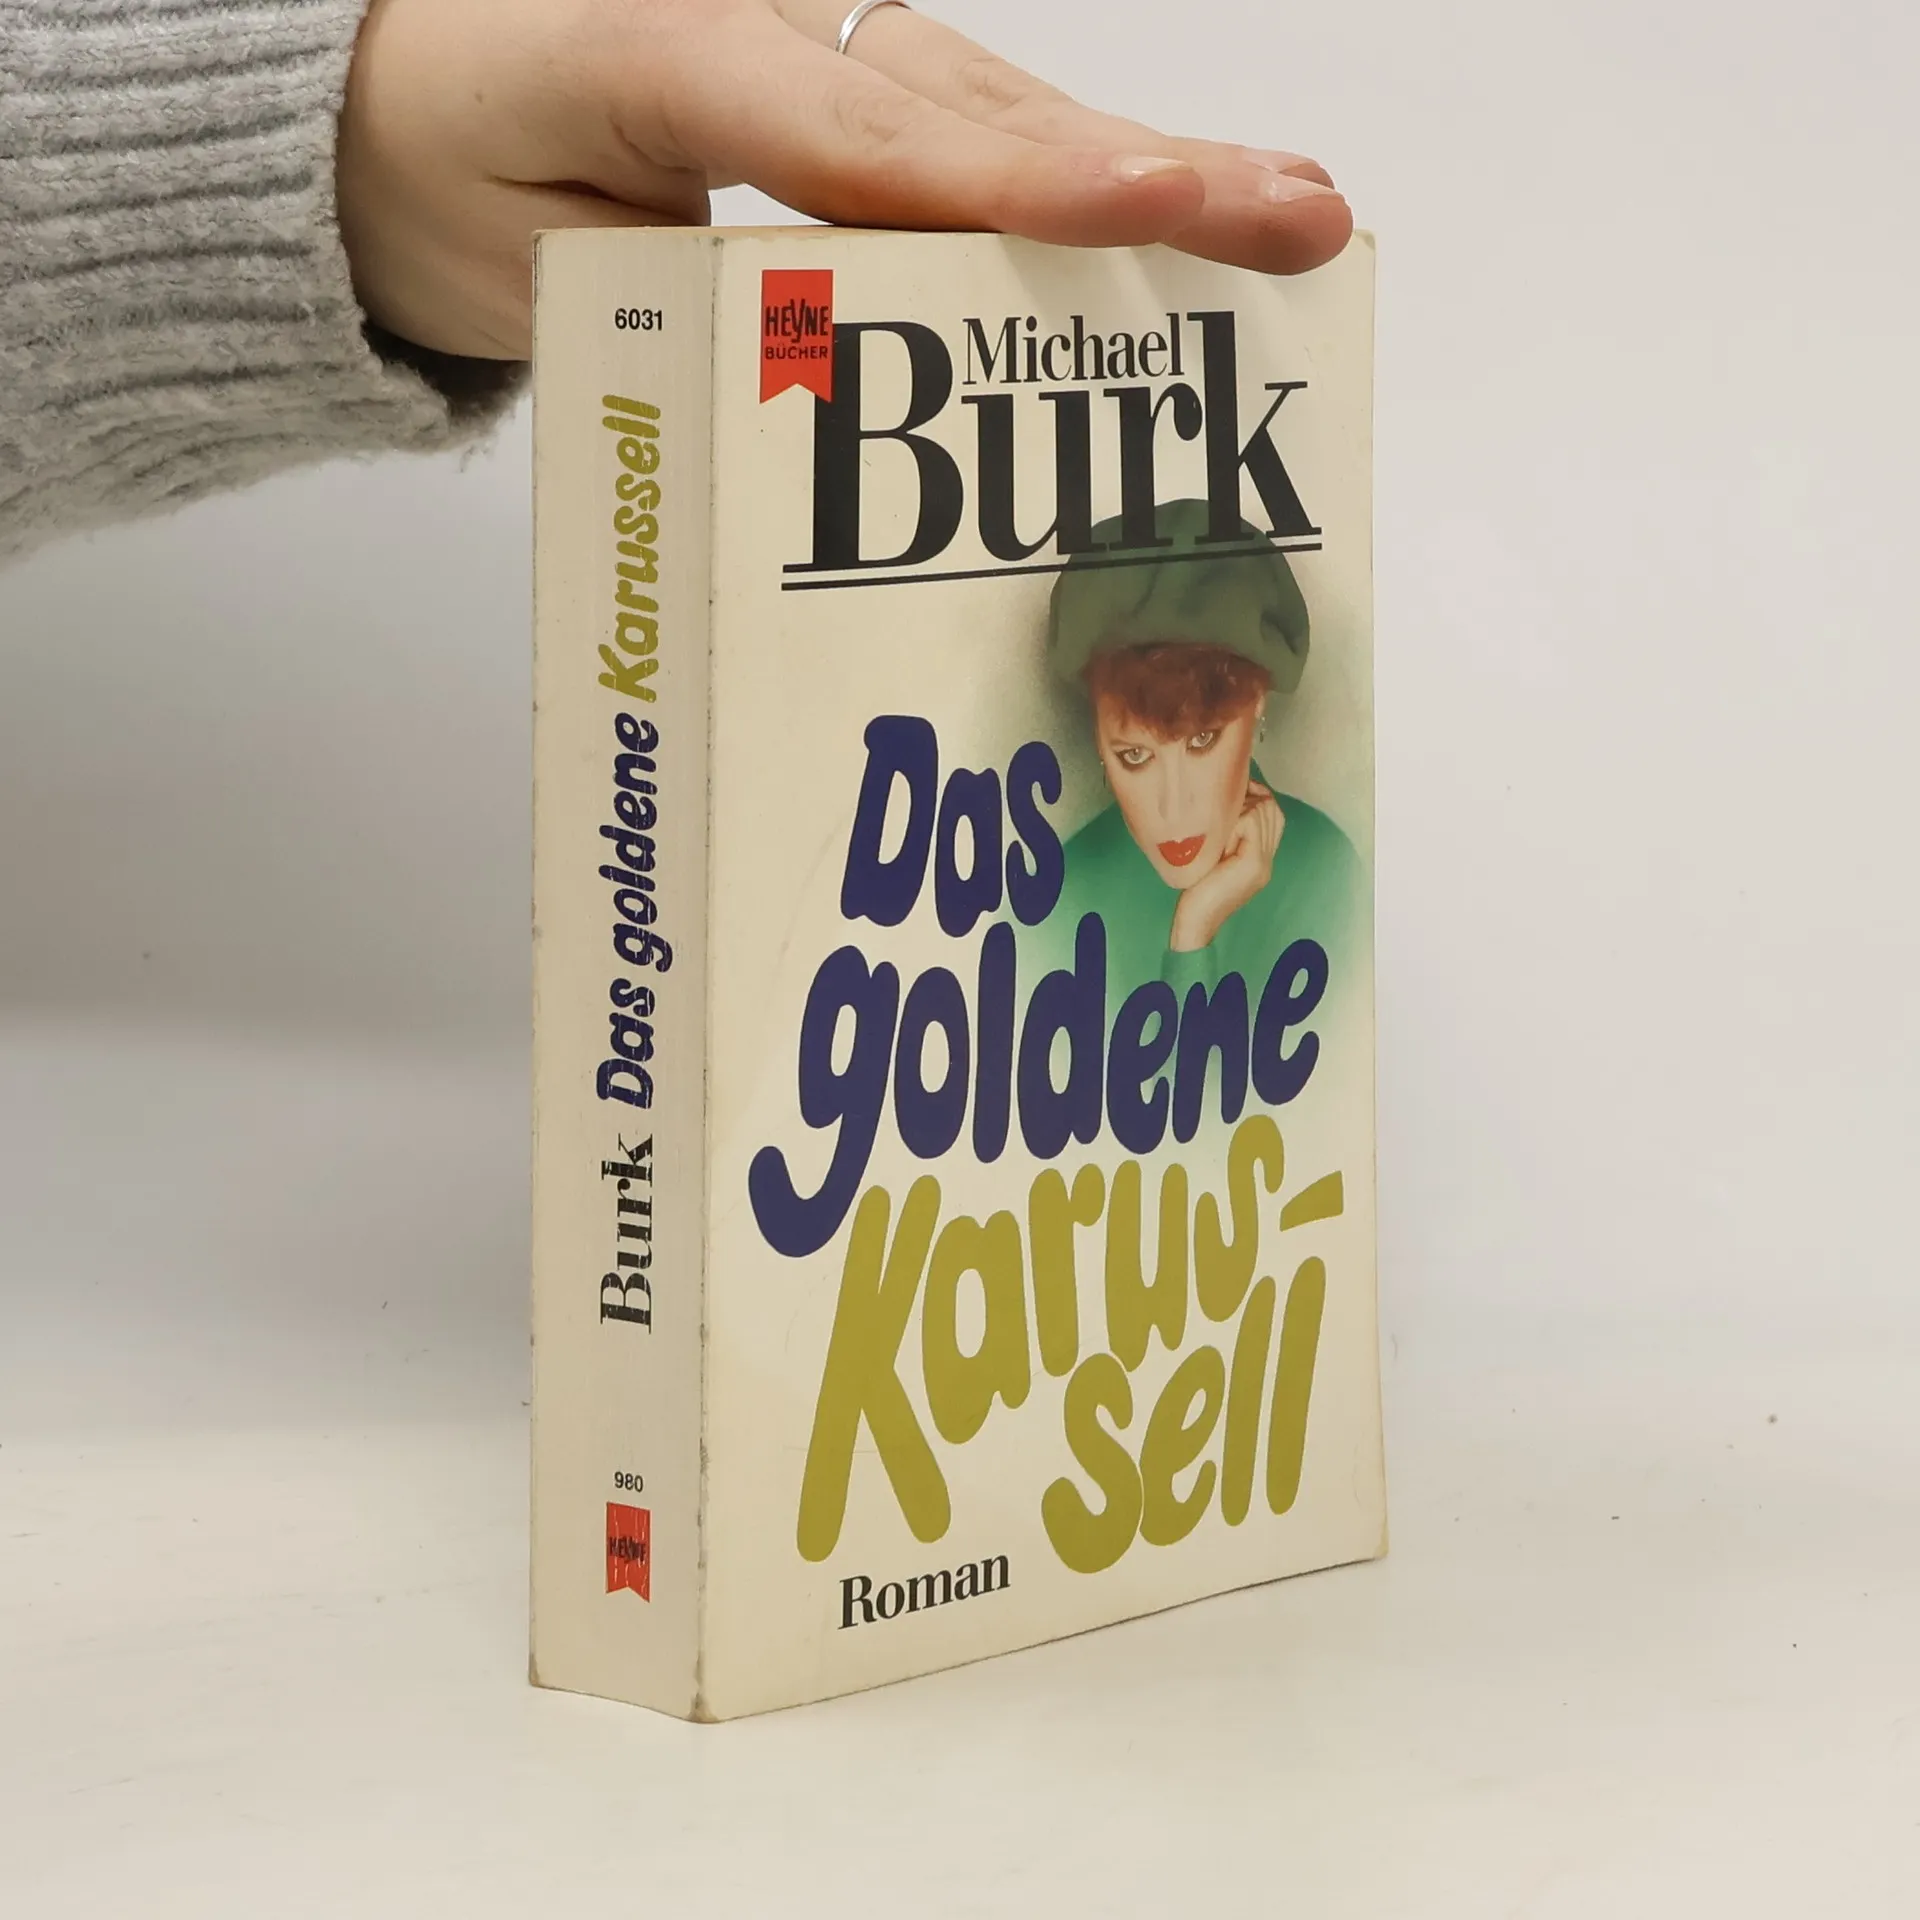 6031
Burk Das goldene Karussell
980
HEYNE
HEYNE
BÜCHER
Michael
Burk
Das
goldene
Karus-
sell
Roman